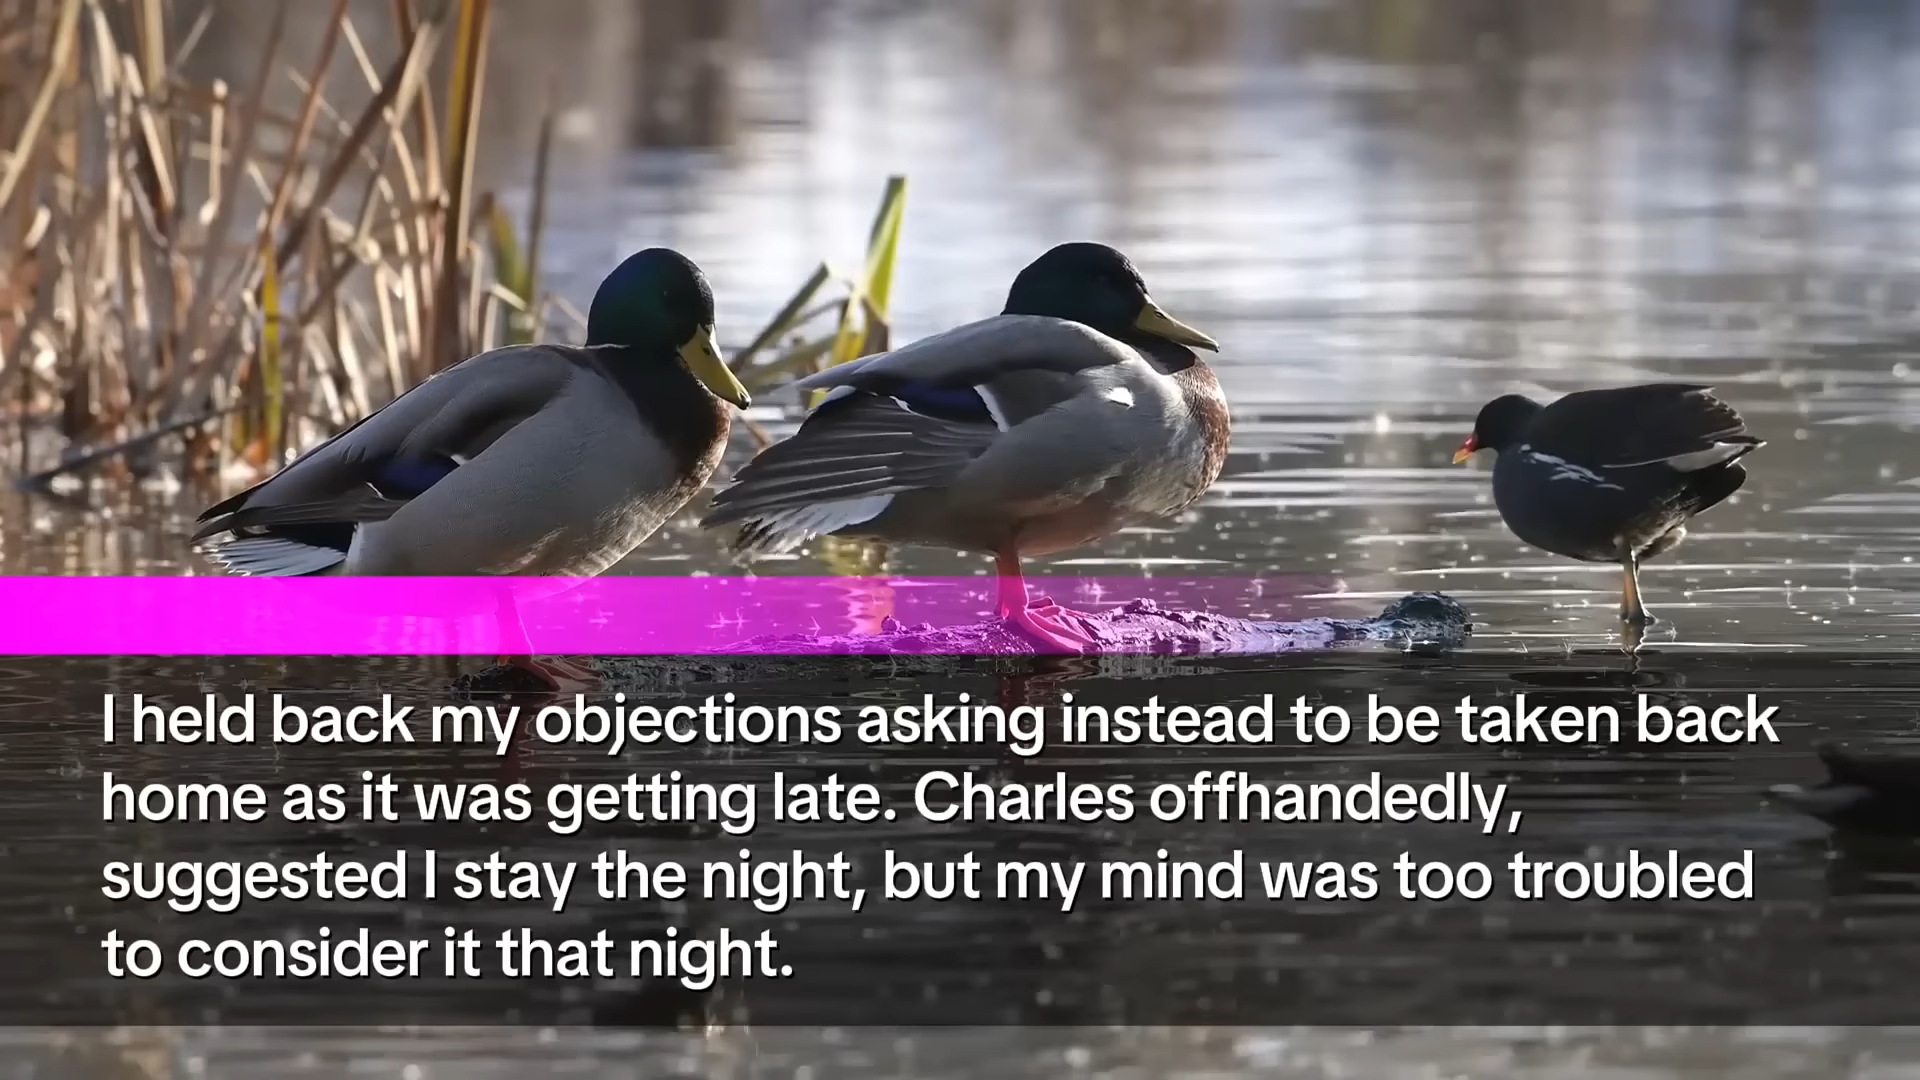 I held back my objections asking instead to be taken back
home as it was getting late. Charles offhandedly,
suggested I stay the night, but my mind was too troubled
to consider it that night.